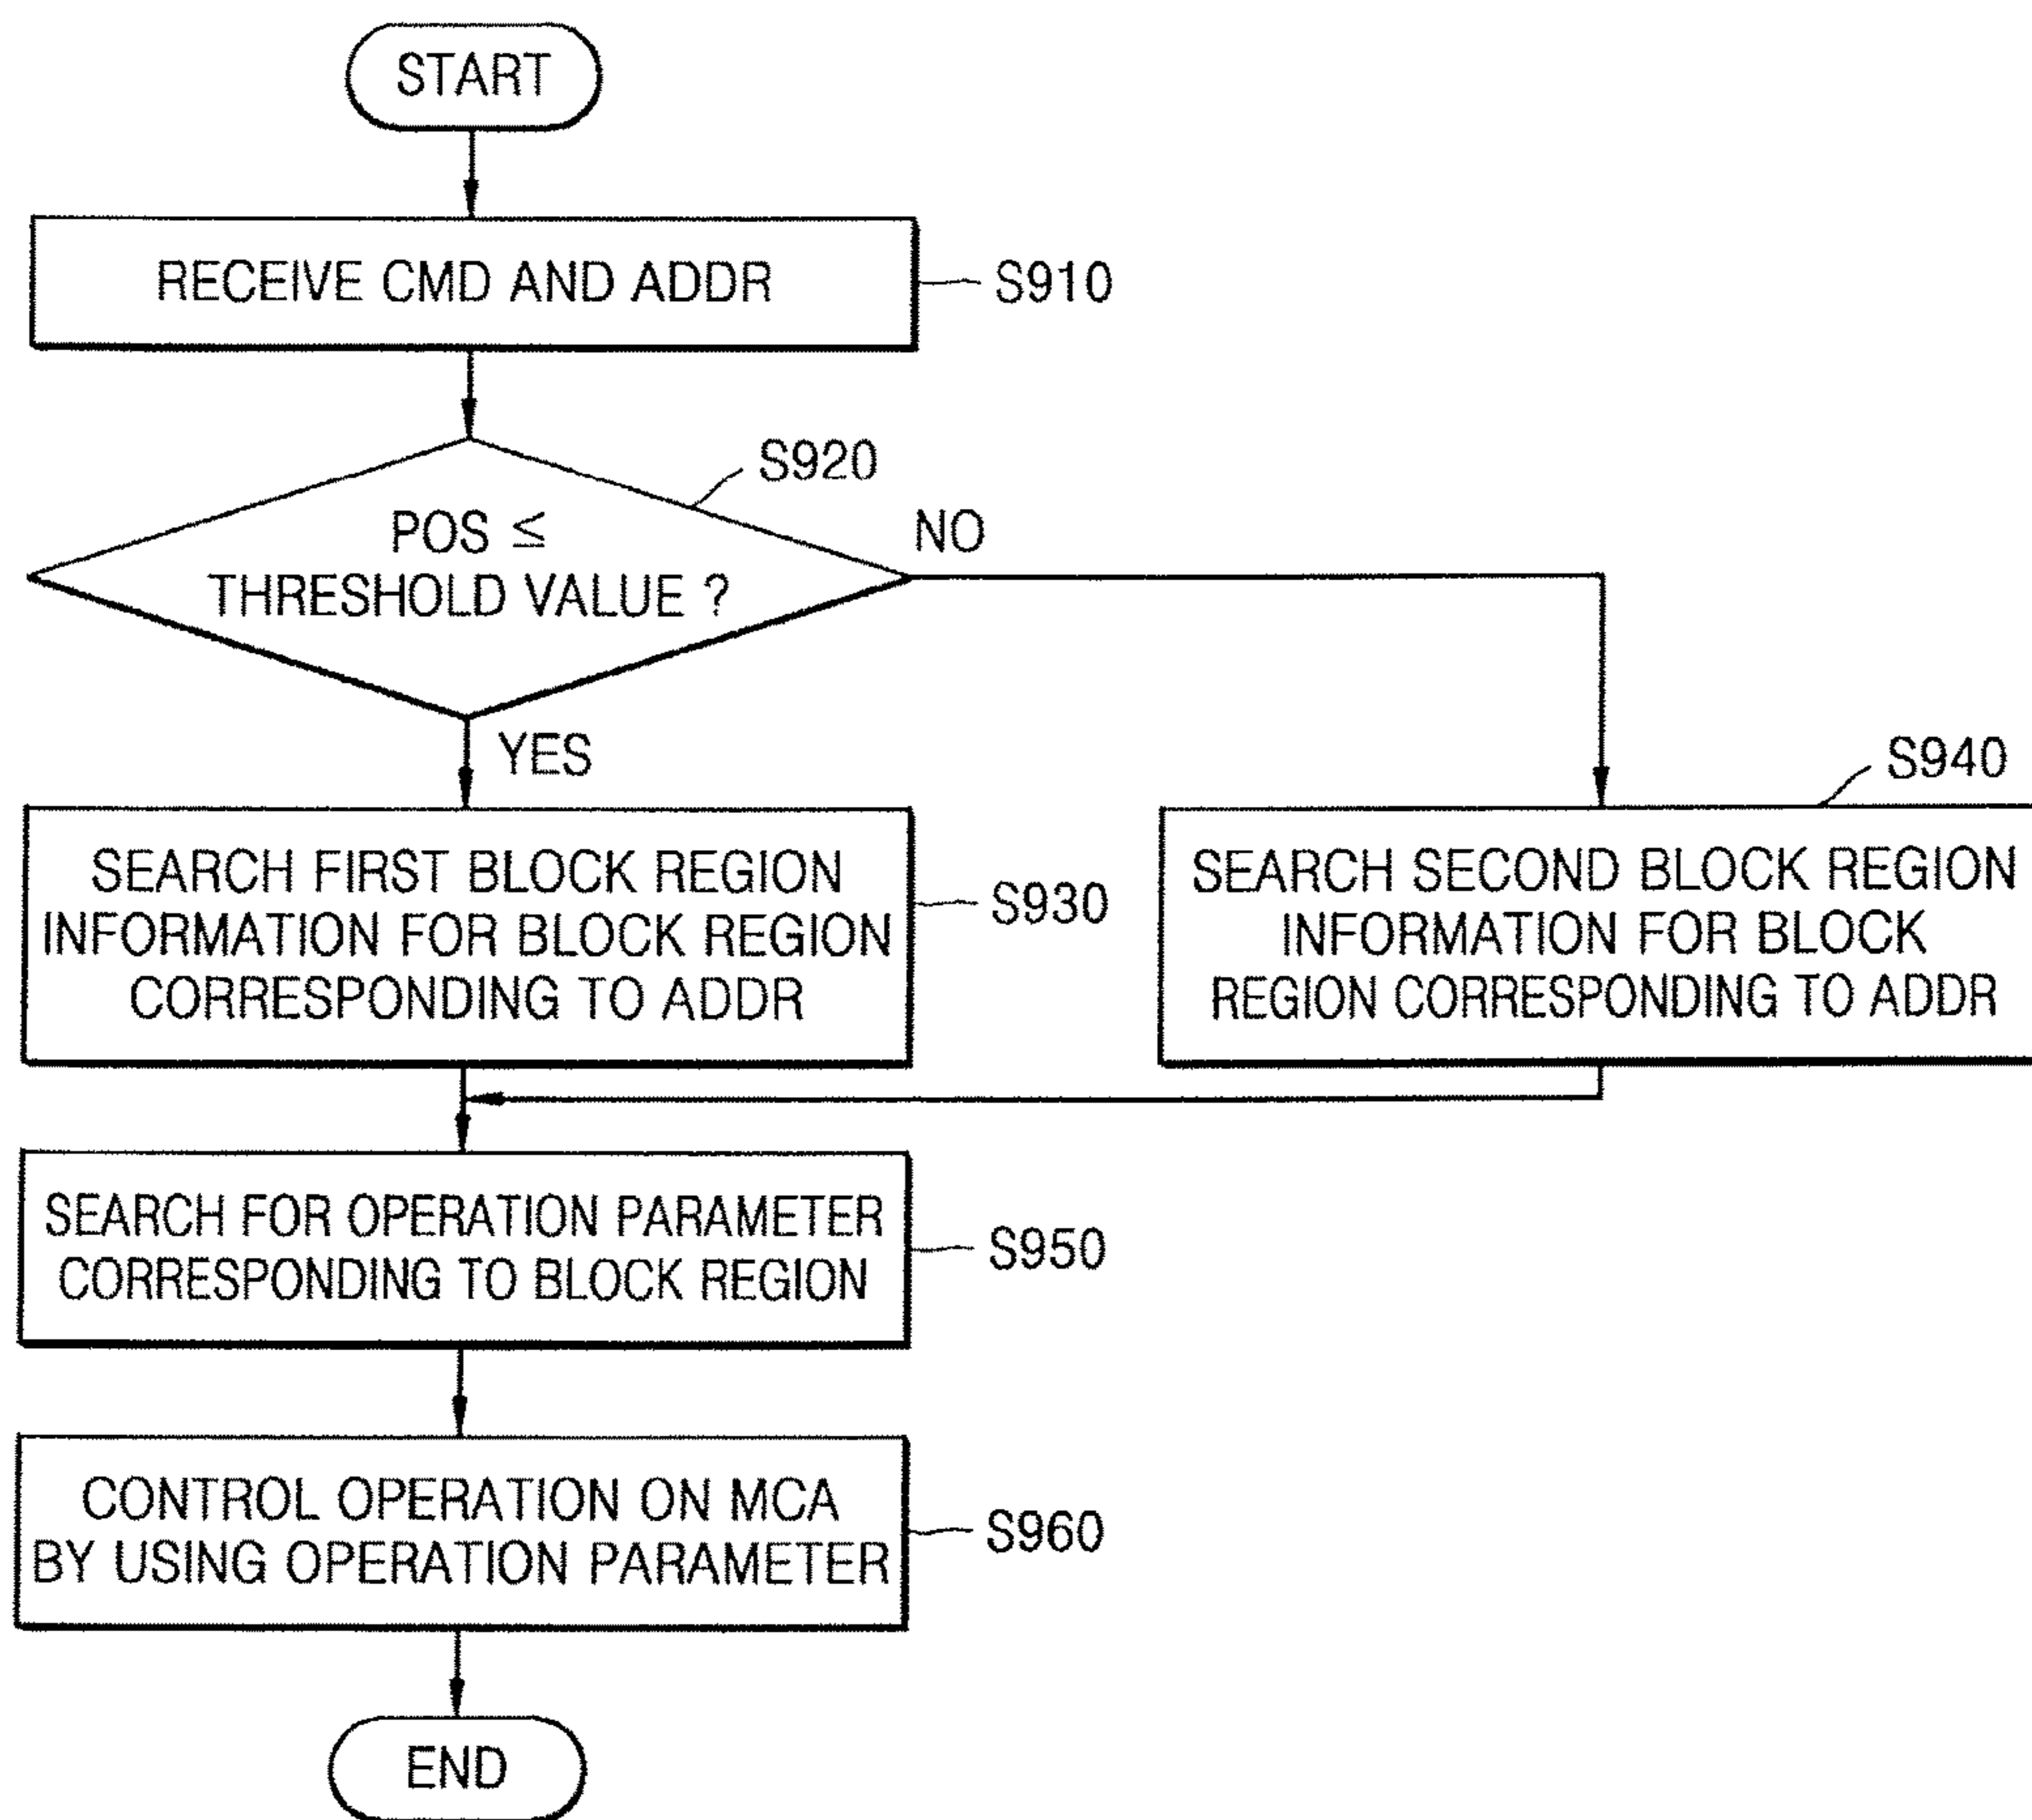 START
RECEIVE CMD AND ADDR
S910
S920
POS ≤
THRESHOLD VALUE ?
NO
YES
SEARCH FIRST BLOCK REGION
INFORMATION FOR BLOCK REGION
CORRESPONDING TO ADDR
S930
S940
SEARCH SECOND BLOCK REGION
INFORMATION FOR BLOCK
REGION CORRESPONDING TO ADDR
SEARCH FOR OPERATION PARAMETER
CORRESPONDING TO BLOCK REGION
S950
CONTROL OPERATION ON MCA
BY USING OPERATION PARAMETER
S960
END